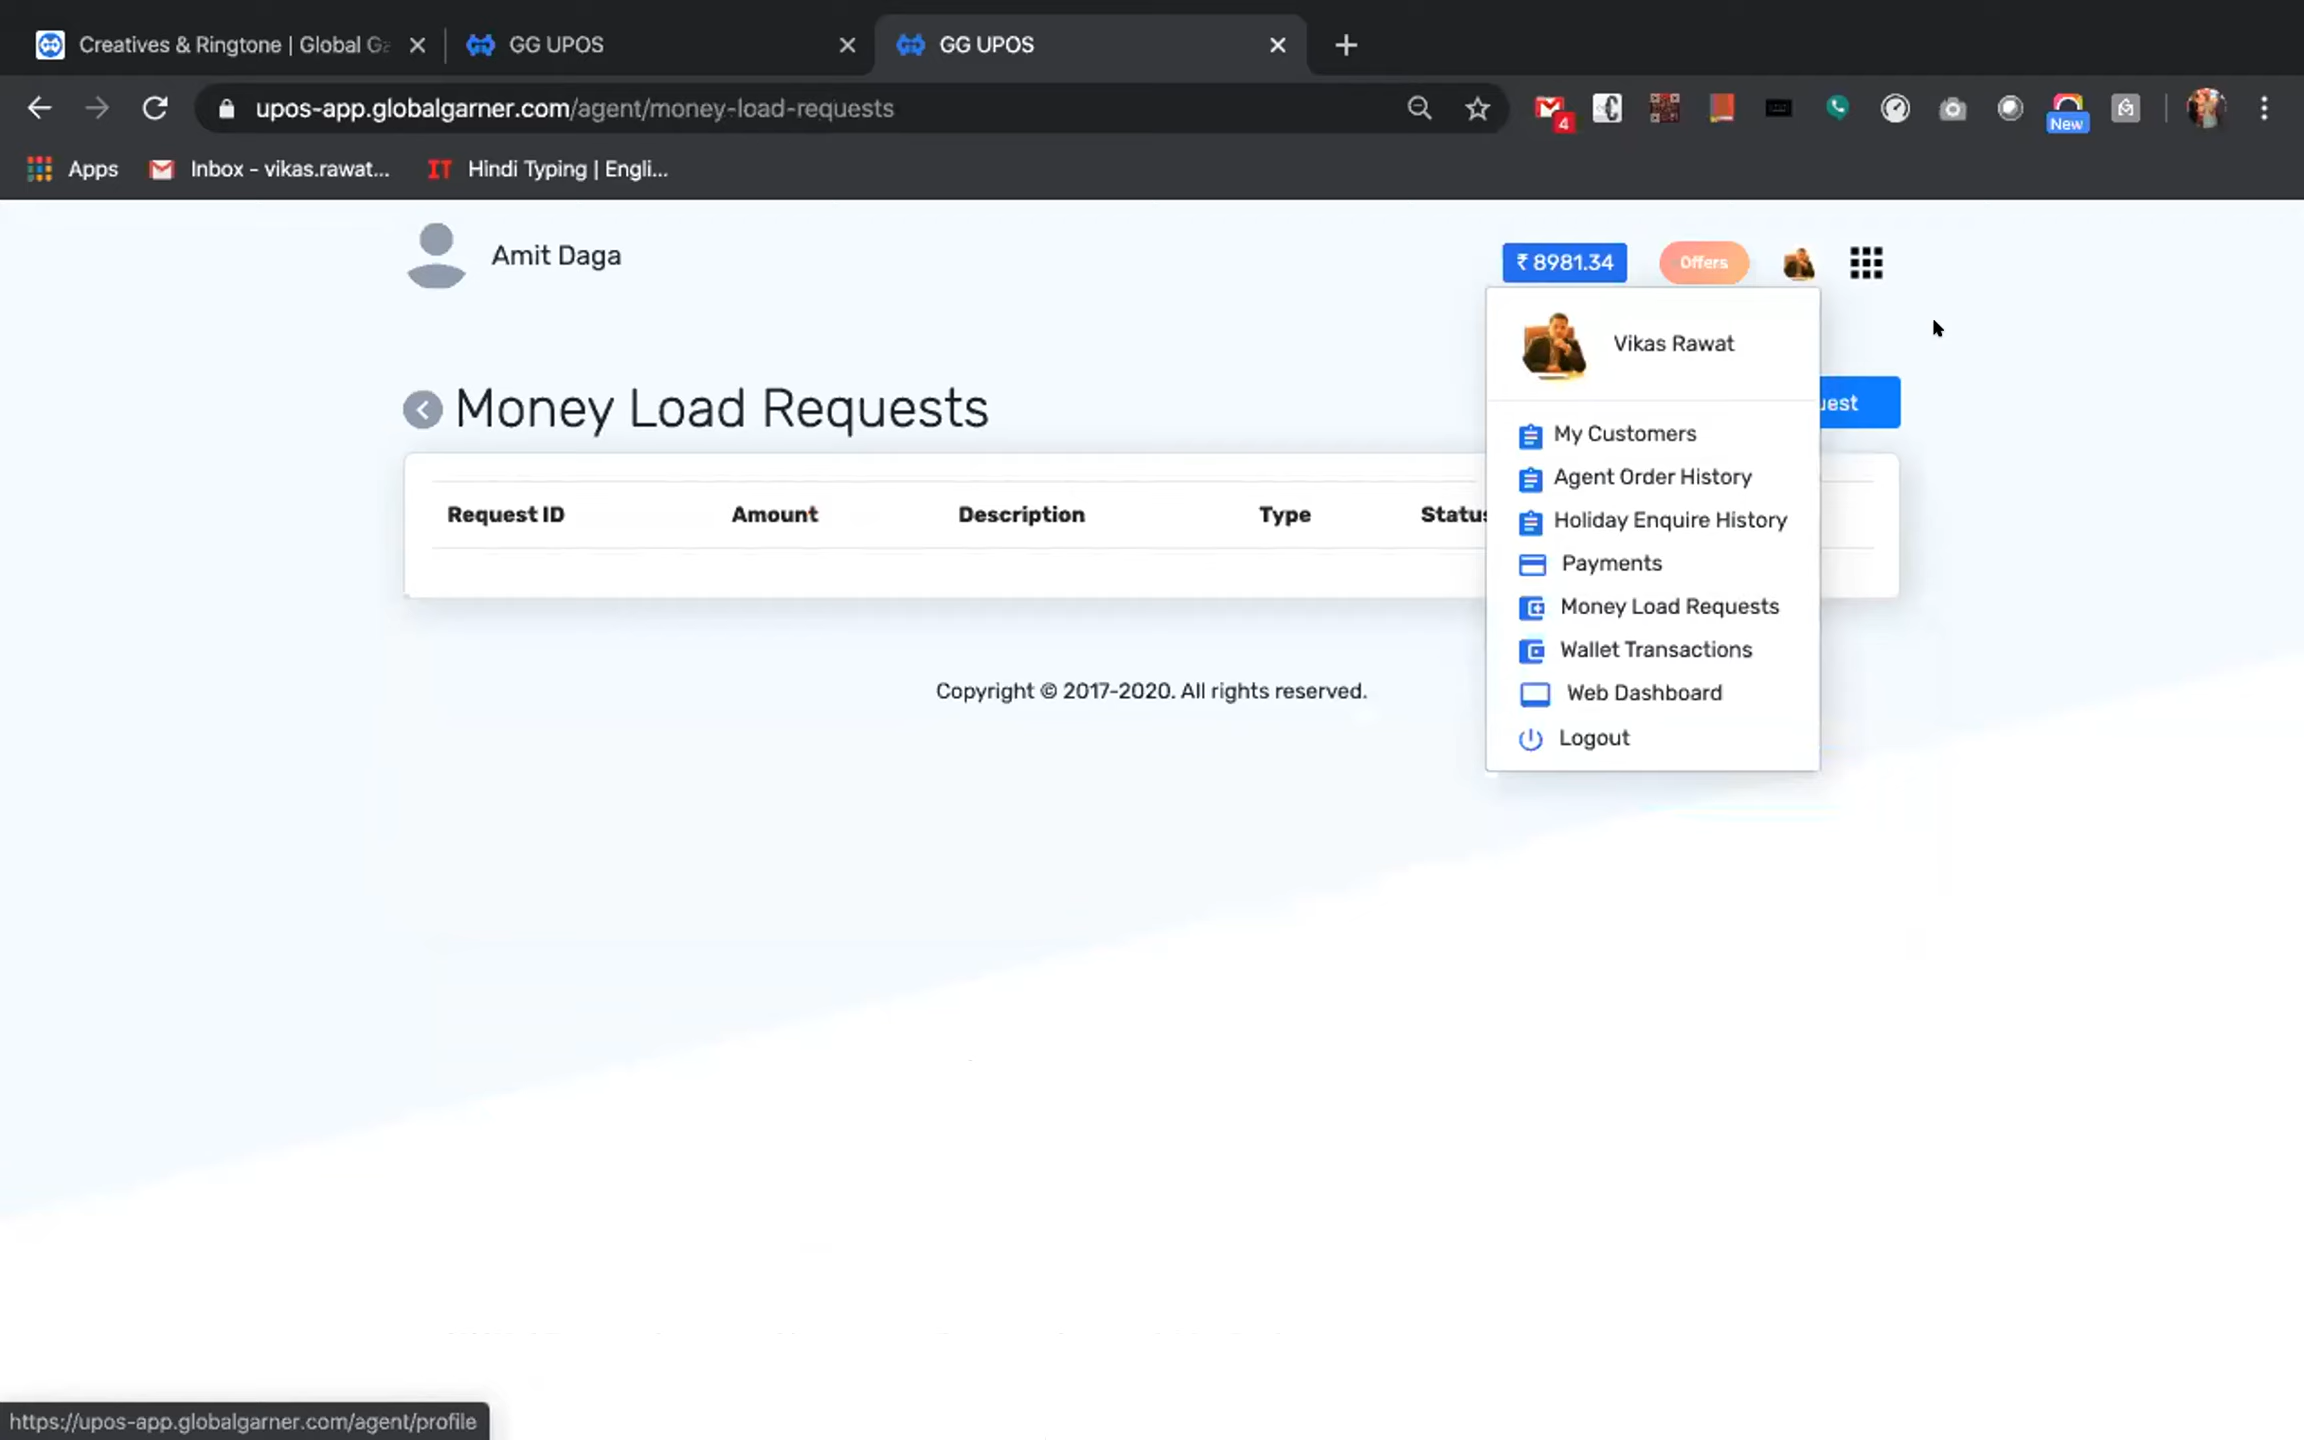 Creatives & Ringtone | Global Ga
GG UPOS
GG UPOS
upos-app.globalgarner.com/agent/money-load-requests
4
New
Apps
Inbox - vikas.rawat...
IT Hindi Typing | Engli...
Amit Daga
₹ 8981.34
Offers
Vikas Rawat
Money Load Requests
uest
My Customers
Agent Order History
Holiday Enquire History
Payments
Money Load Requests
Wallet Transactions
Web Dashboard
Logout
Request ID Amount Description Type Status
Copyright © 2017-2020. All rights reserved.
https://upos-app.globalgarner.com/agent/profile